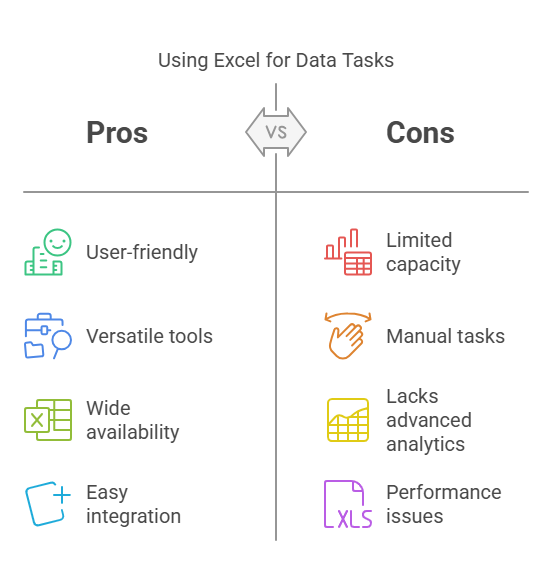 Using Excel for Data Tasks
Pros
VS
Cons
User-friendly
Limited
capacity
Versatile tools
Manual tasks
Wide
availability
X
Lacks
advanced
analytics
Easy
integration
Performance
issues
XLS